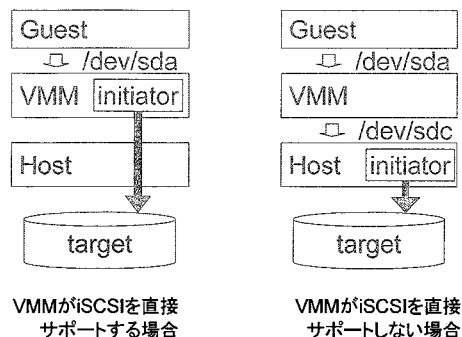 Guest
/dev/sda
VMM initiator
Host
target
VMMがiSCSIを直接
サポートする場合
Guest
/dev/sda
VMM
/dev/sdc
Host initiator
target
VMMがiSCSIを直接
サポートしない場合